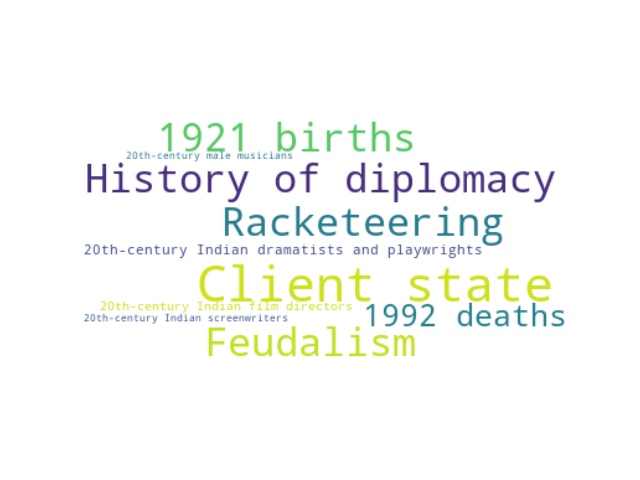 1921 births
20th-century male musicians
History of diplomacy
Racketeering
20th-century Indian dramatists and playwrights
Client state
20th-century Indian film directors
1992 deaths
20th-century Indian screenwriters
Feudalism